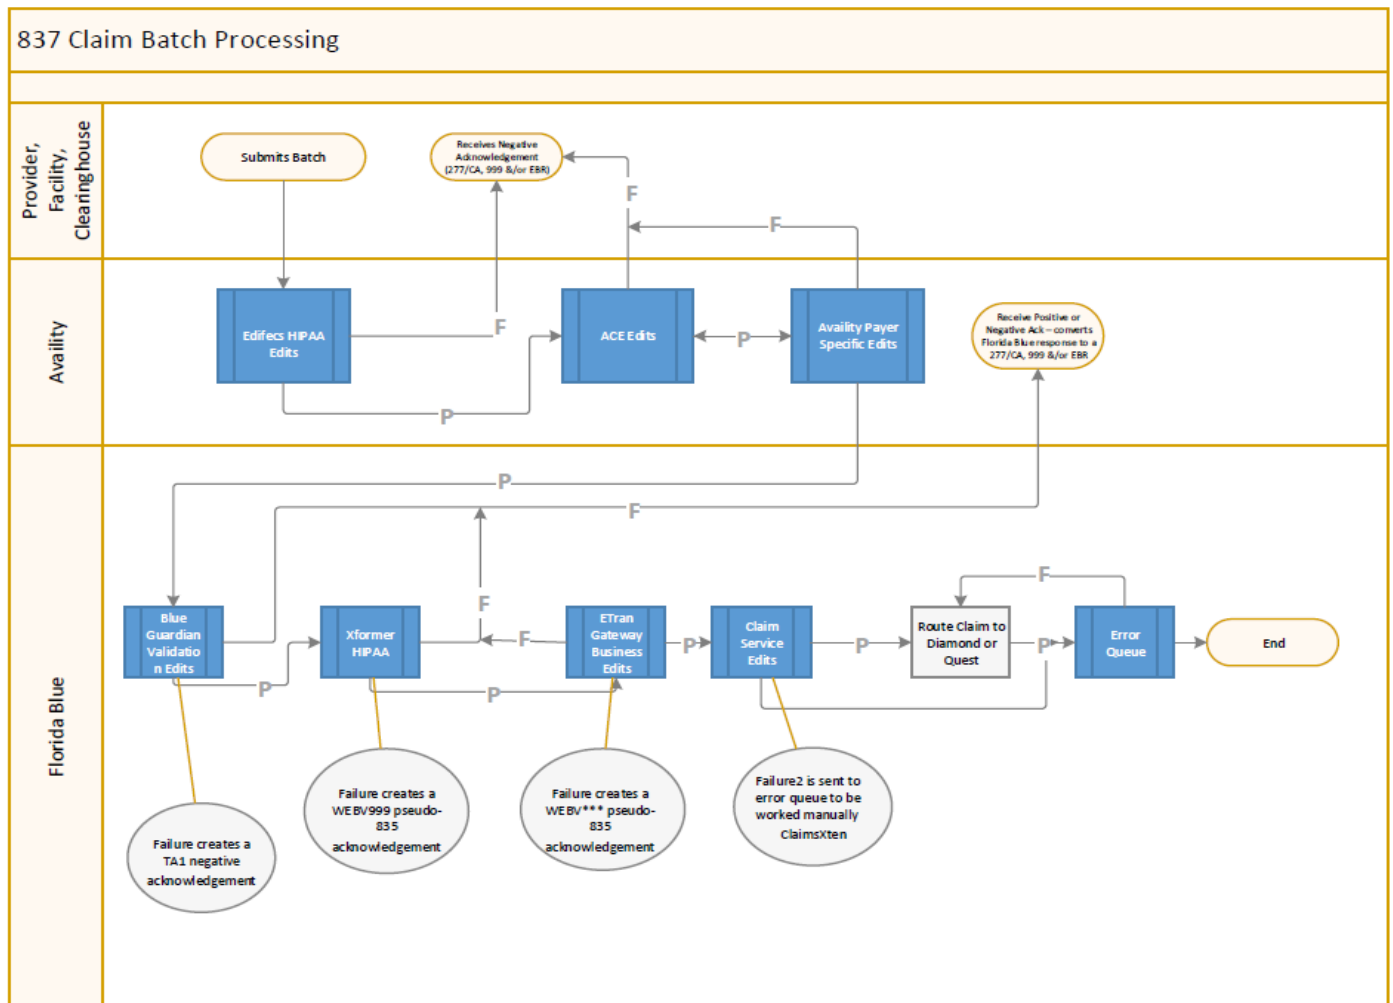 837 Claim Batch Processing
Provider,
Facility,
Clearinghouse
Submits Batch
Receives Negative
Acknowledgement
(277/CA, 999 &/or EBR)
F
F
Availity
Edifecs HIPAA
Edits
F
P
ACE Edits
P
Availity Payer
Specific Edits
Receive Positive or
Negative Ack – converts
Florida Blue response to a
277/CA, 999 &/or EBR
Florida Blue
P
F
Blue
Guardian
Validatio
n Edits
P
Xformer
HIPAA
F
P
F
ETran
Gateway
Business
Edits
P
Claim
Service
Edits
P
Route Claim to
Diamond or
Quest
P
F
Error
Queue
End
Failure creates a
TA1 negative
acknowledgement
Failure creates a
WEBV999 pseudo-
835
acknowledgement
Failure creates a
WEBV*** pseudo-
835
acknowledgement
Failure2 is sent to
error queue to be
worked manually
ClaimsXten